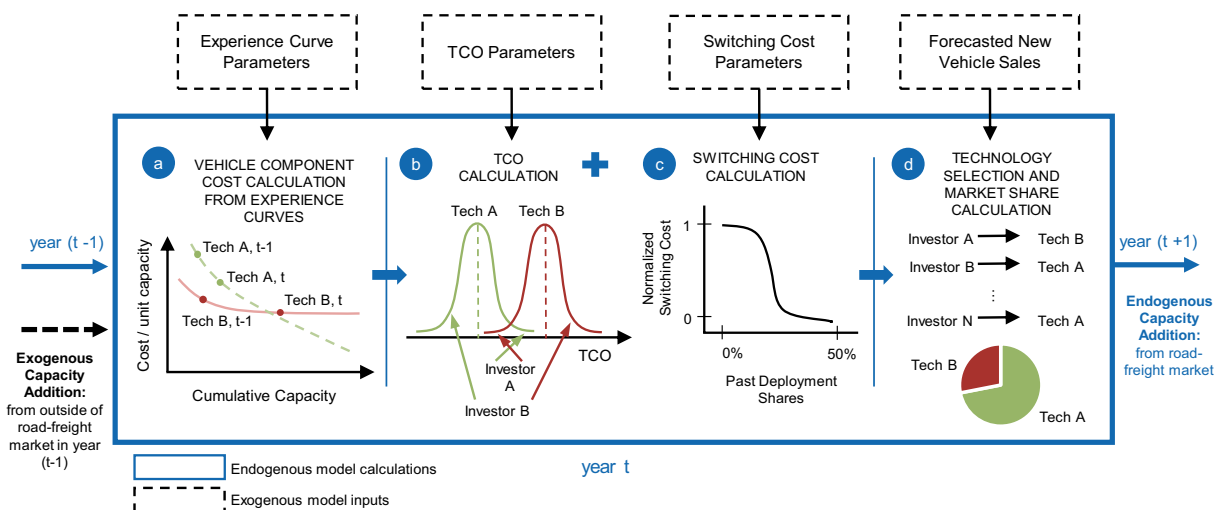 Experience Curve
Parameters
TCO Parameters
Switching Cost
Parameters
Forecasted New
Vehicle Sales
a
VEHICLE COMPONENT
COST CALCULATION
FROM EXPERIENCE
CURVES
b
TCO
CALCULATION
c
SWITCHING COST
CALCULATION
d
TECHNOLOGY
SELECTION AND
MARKET SHARE
CALCULATION
year (t -1)
Exogenous
Capacity
Addition:
from outside of
road-freight
market in year
(t-1)
Cost / unit capacity
Tech A, t-1
Tech A, t
Tech B, t
Tech B, t-1
Cumulative Capacity
Tech A
Tech B
TCO
Investor
A
Investor B
Normalized
Switching Cost
1
0
0%
50%
Past Deployment
Shares
Investor A
Tech B
Investor B
Tech A
...
Investor N
Tech A
Tech B
Tech A
year (t +1)
Endogenous
Capacity
Addition:
from road-
freight market
Endogenous model calculations
year t
Exogenous model inputs